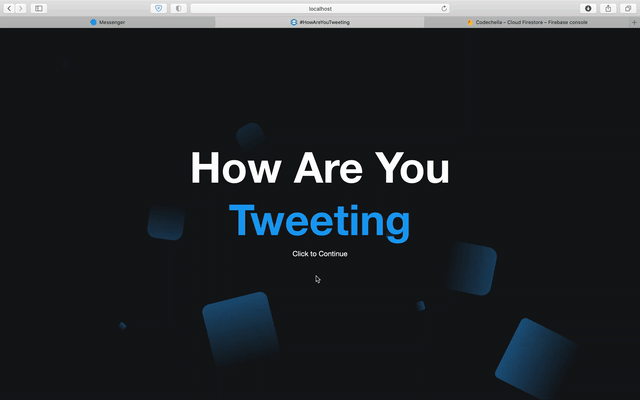 localhost
Messenger
#HowAreYouTweeting
Codechella – Cloud Firestore – Firebase console
How Are You
Tweeting
Click to Continue